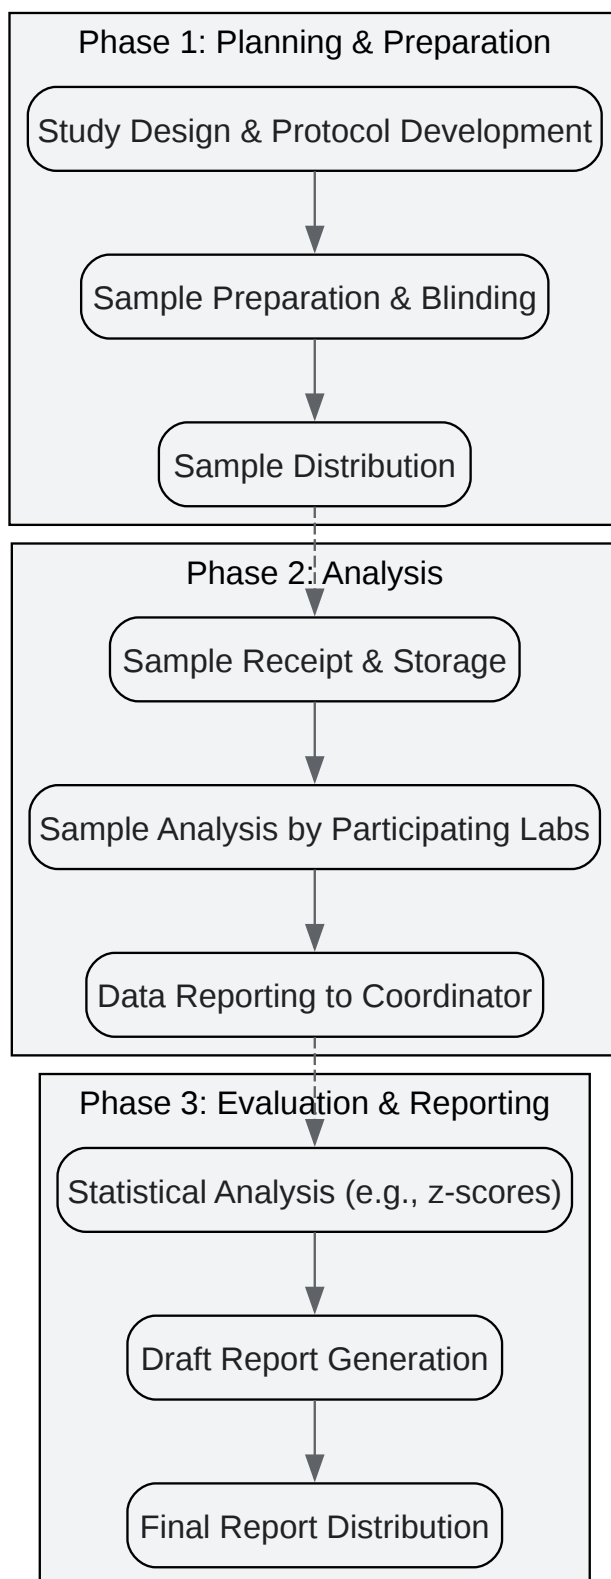 Phase 1: Planning & Preparation
Study Design & Protocol Development
Sample Preparation & Blinding
Sample Distribution
Phase 2: Analysis
Sample Receipt & Storage
Sample Analysis by Participating Labs
Data Reporting to Coordinator
Phase 3: Evaluation & Reporting
Statistical Analysis (e.g., z-scores)
Draft Report Generation
Final Report Distribution